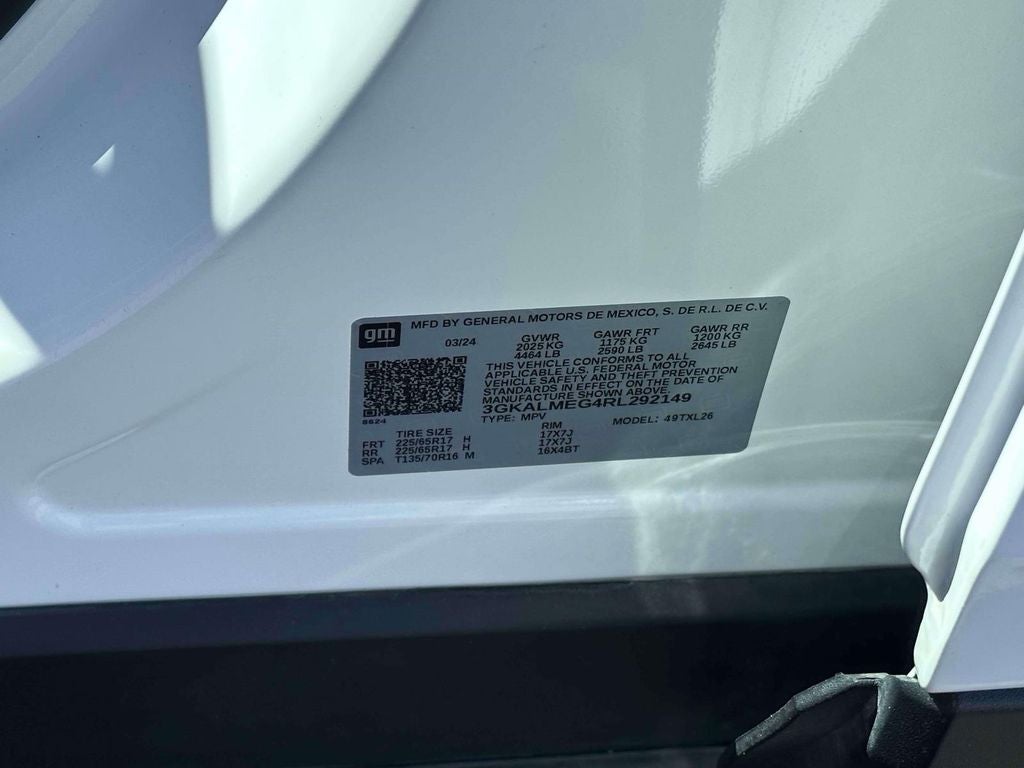 gm
MFD BY GENERAL MOTORS DE MEXICO, S. DE R.L. DE C.V.
03/24 GVWR GAWR FRT GAWR RR
2025 KG 1175 KG 1200 KG
4464 LB 2590 LB 2645 LB
THIS VEHICLE CONFORMS TO ALL
APPLICABLE U.S. FEDERAL MOTOR
VEHICLE SAFETY AND THEFT PREVENTION
STANDARDS IN EFFECT ON THE DATE OF
MANUFACTURE SHOWN ABOVE.
3GKALMEG4RL292149
8624
TYPE: MPV MODEL: 49TXL26
TIRE SIZE RIM
FRT 225/65R17 H 17X7J
RR 225/65R17 H 17X7J
SPA T135/70R16 M 16X4BT